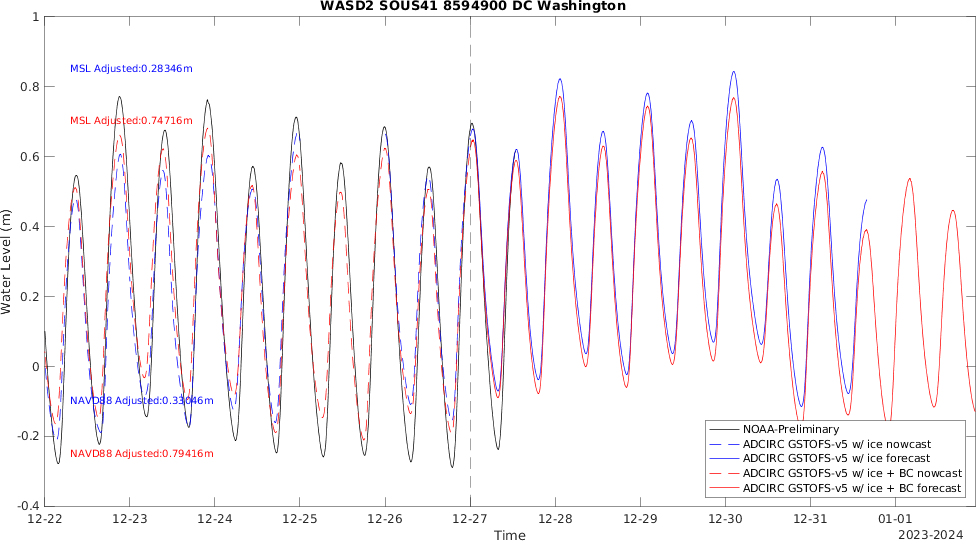 WASD2 SOUS41 8594900 DC Washington
1
0.8
0.6
0.4
0.2
0
-0.2
-0.4
Water Level (m)
MSL Adjusted:0.28346m
MSL Adjusted:0.74716m
NAVD88 Adjusted:0.33046m
NAVD88 Adjusted:0.79416m
NOAA-Preliminary
ADCIRC GSTOFS-v5 w/ ice nowcast
ADCIRC GSTOFS-v5 w/ ice forecast
ADCIRC GSTOFS-v5 w/ ice + BC nowcast
ADCIRC GSTOFS-v5 w/ ice + BC forecast
12-22 12-23 12-24 12-25 12-26 12-27 12-28 12-29 12-30 12-31 01-01
Time
2023-2024